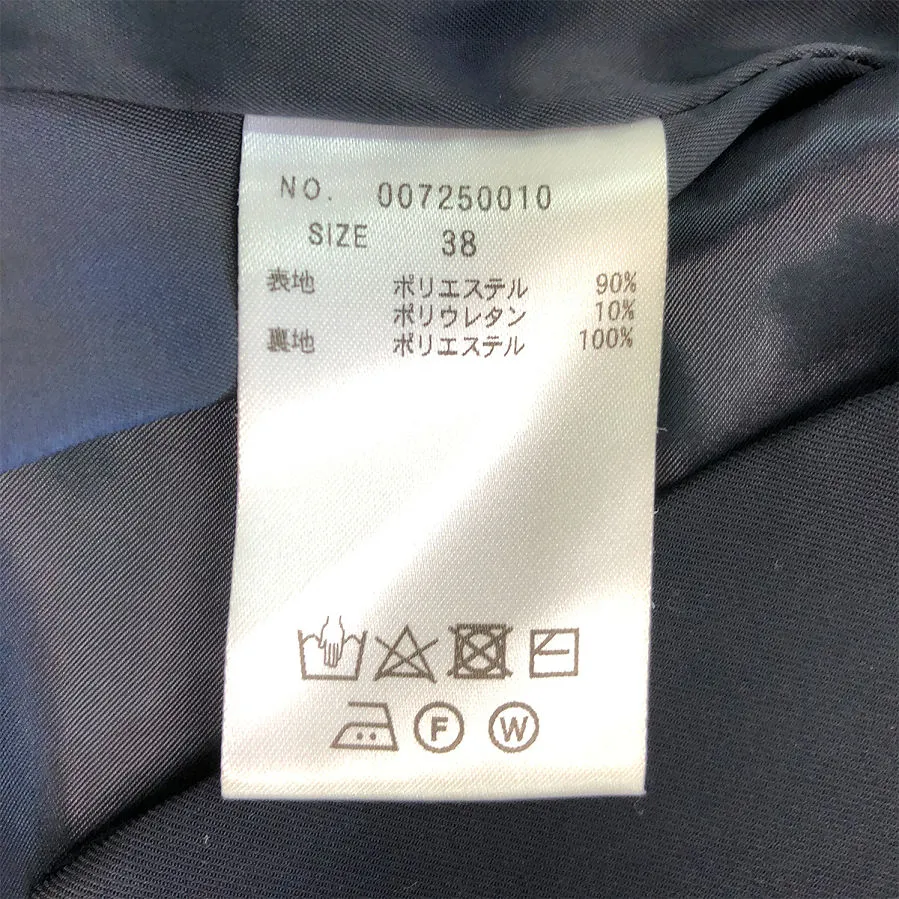 NO. 007250010
SIZE 38
表地 ポリエステル 90%
ポリウレタン 10%
裏地 ポリエステル 100%
F W